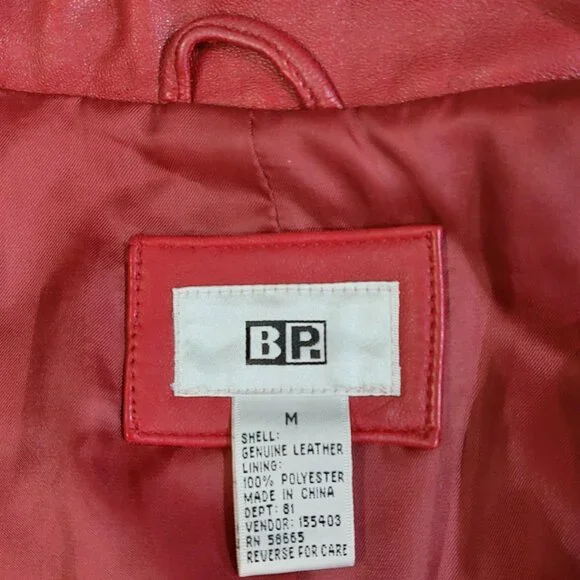 BP.
M
SHELL:
GENUINE LEATHER
LINING:
100% POLYESTER
MADE IN CHINA
DEPT: 81
VENDOR: 155403
RN 58665
REVERSE FOR CARE